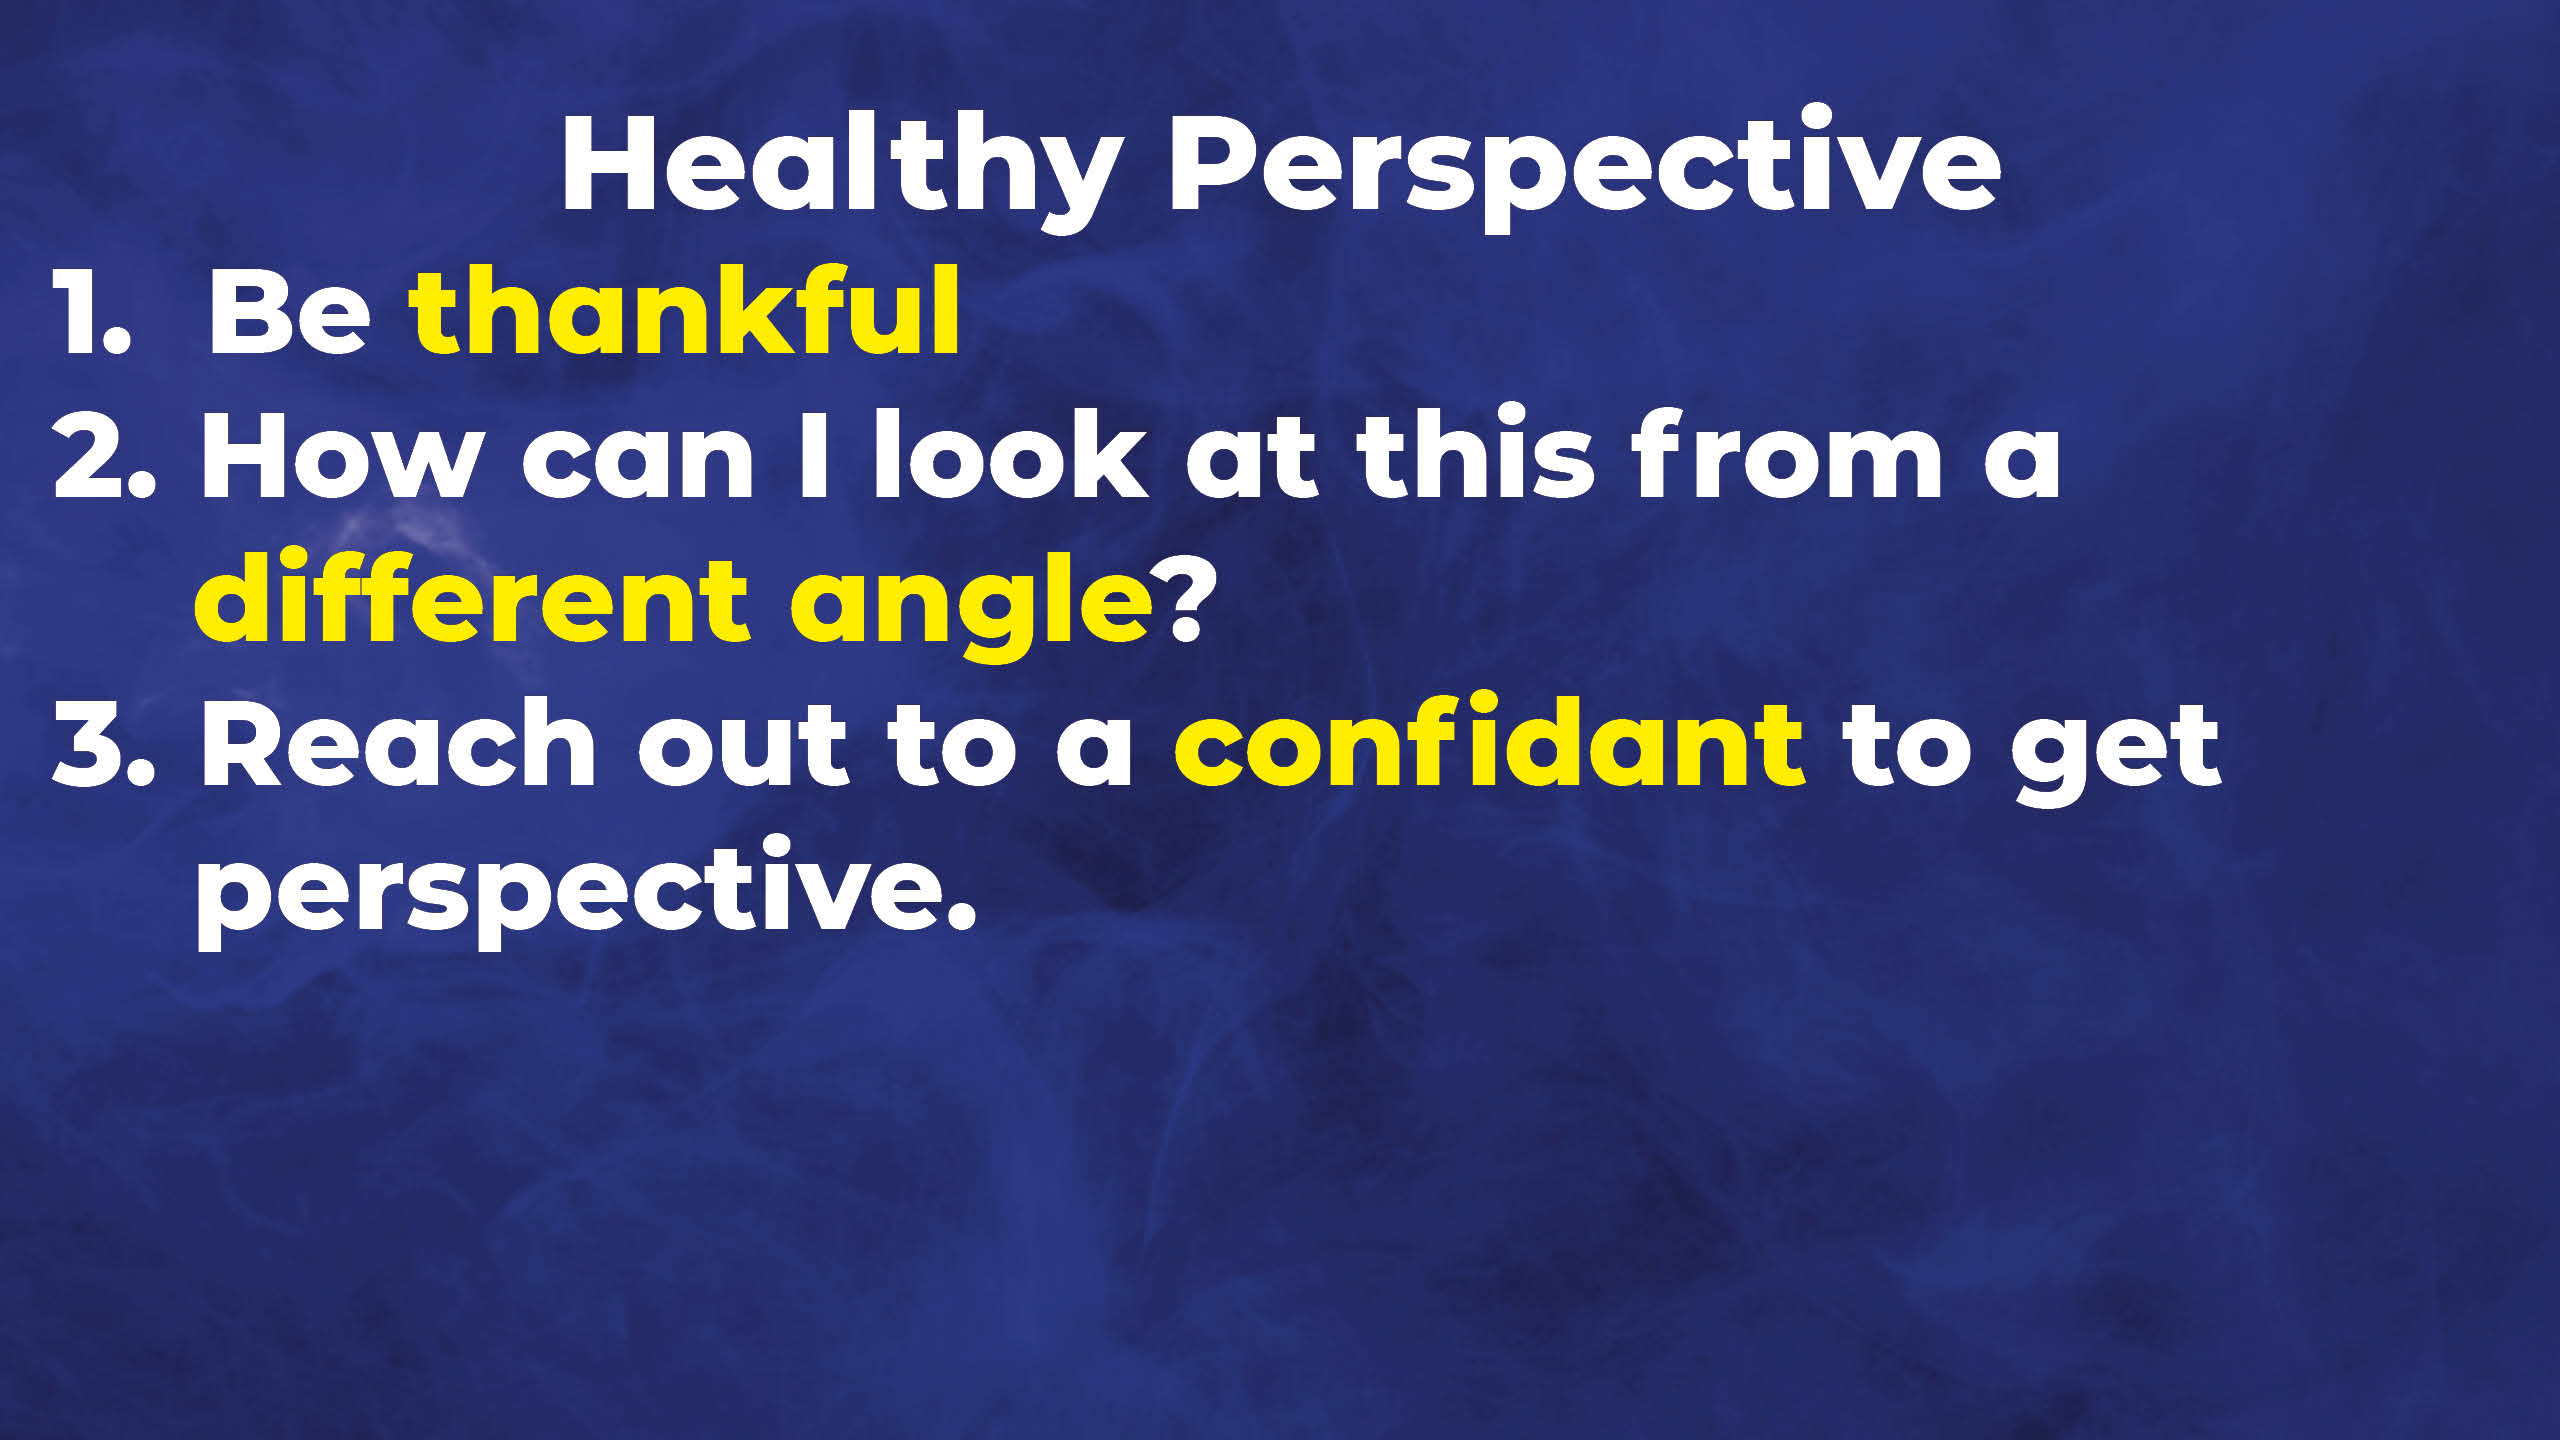 Healthy Perspective
1. Be thankful
2. How can I look at this from a
different angle?
3. Reach out to a confidant to get
perspective.